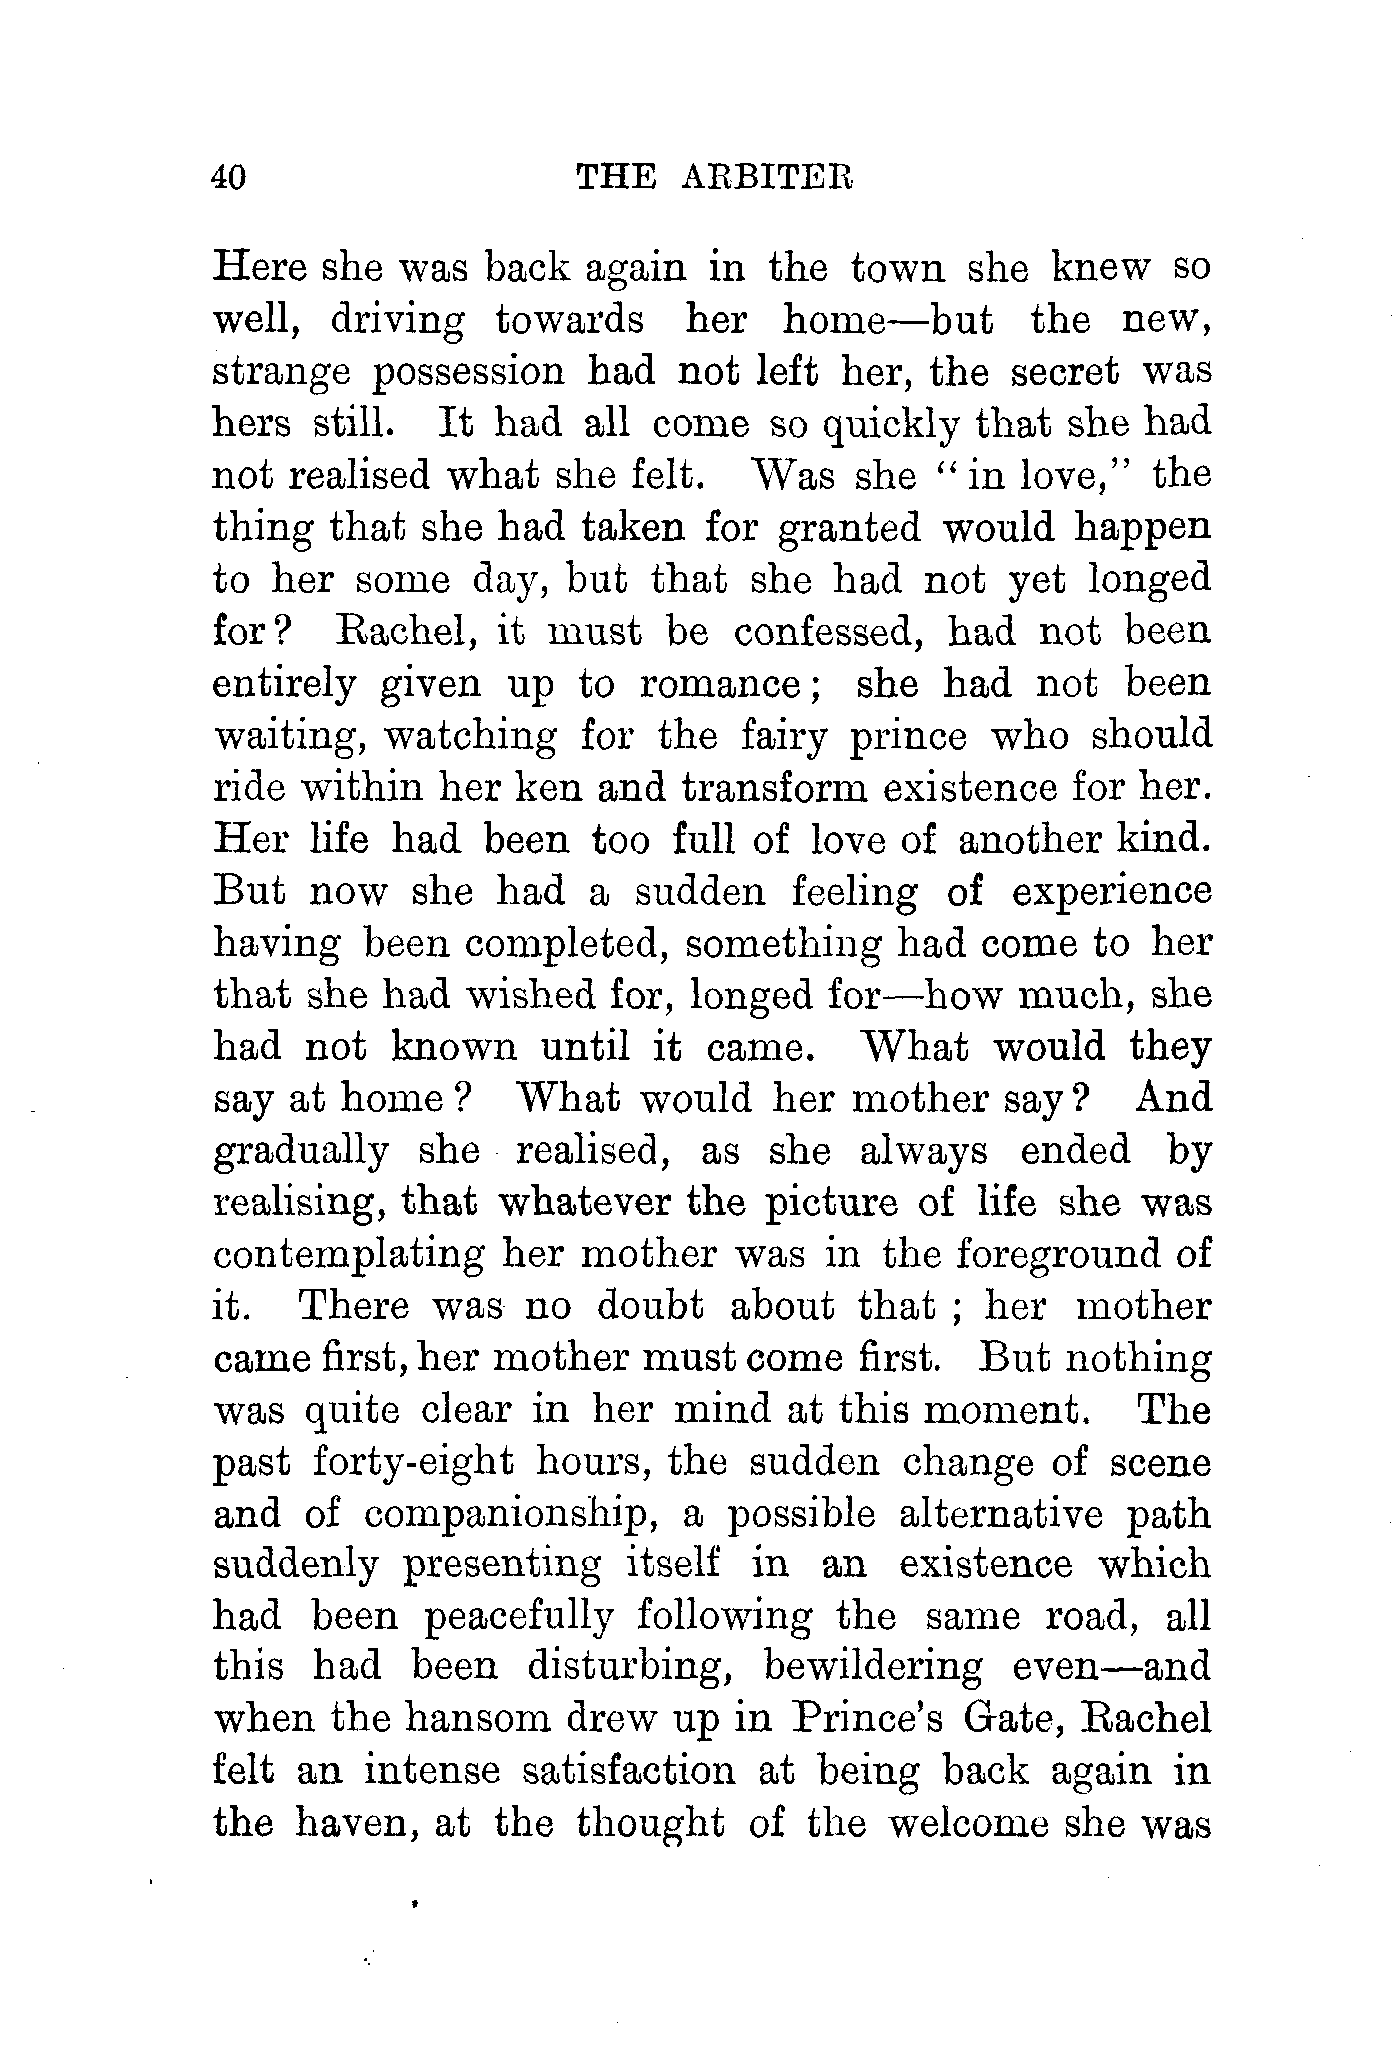 40 THE ARBITER
Here she was back again in the town she knew so
well, driving towards her home—but the new,
strange possession had not left her, the secret was
hers still. It had all come so quickly that she had
not realised what she felt. Was she “ in love,” the
thing that she had taken for granted would happen
to her some day, but that she had not yet longed
for? Rachel, it must be confessed, had not been
entirely given up to romance; she had not been
waiting, watching for the fairy prince who should
ride within her ken and transform existence for her.
Her life had been too full of love of another kind.
But now she had a sudden feeling of experience
having been completed, something had come to her
that she had wished for, longed for—how much, she
had not known until it came. What would they
say at home? What would her mother say? And
gradually she realised, as she always ended by
realising, that whatever the picture of life she was
contemplating her mother was in the foreground of
it. There was no doubt about that ; her mother
came first, her mother must come first. But nothing
was quite clear in her mind at this moment. The
past forty-eight hours, the sudden change of scene
and of companionship, a possible alternative path
suddenly presenting itself in an existence which
had been peacefully following the same road, all
this had been disturbing, bewildering even—and
when the hansom drew up in Prince's Gate, Rachel
felt an intense satisfaction at being back again in
the haven, at the thought of the welcome she was